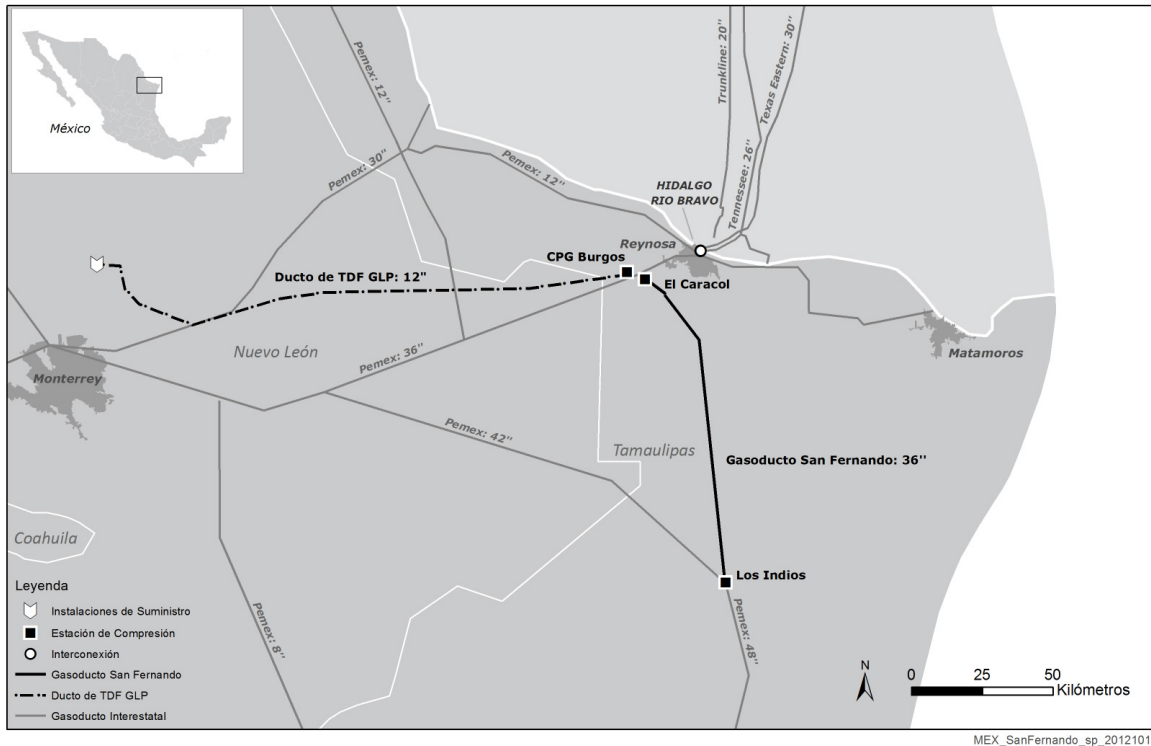 México
Pemex: 12''
Trunkline: 20"
Texas Eastern: 30"
Tennessee: 26"
Pemex: 30''
Pemex: 12''
HIDALGO
RIO BRAVO
Reynosa
CPG Burgos
El Caracol
Ducto de TDF GLP: 12"
Nuevo León
Pemex: 36''
Monterrey
Matamoros
Pemex: 42''
Tamaulipas
Gasoducto San Fernando: 36''
Coahuila
Los Indios
Pemex: 8''
Pemex: 48''
Leyenda
Instalaciones de Suministro
Estación de Compresión
Interconexión
Gasoducto San Fernando
Ducto de TDF GLP
Gasoducto Interestatal
N
0 25 50
Kilómetros
MEX_SanFernando_sp_2012101